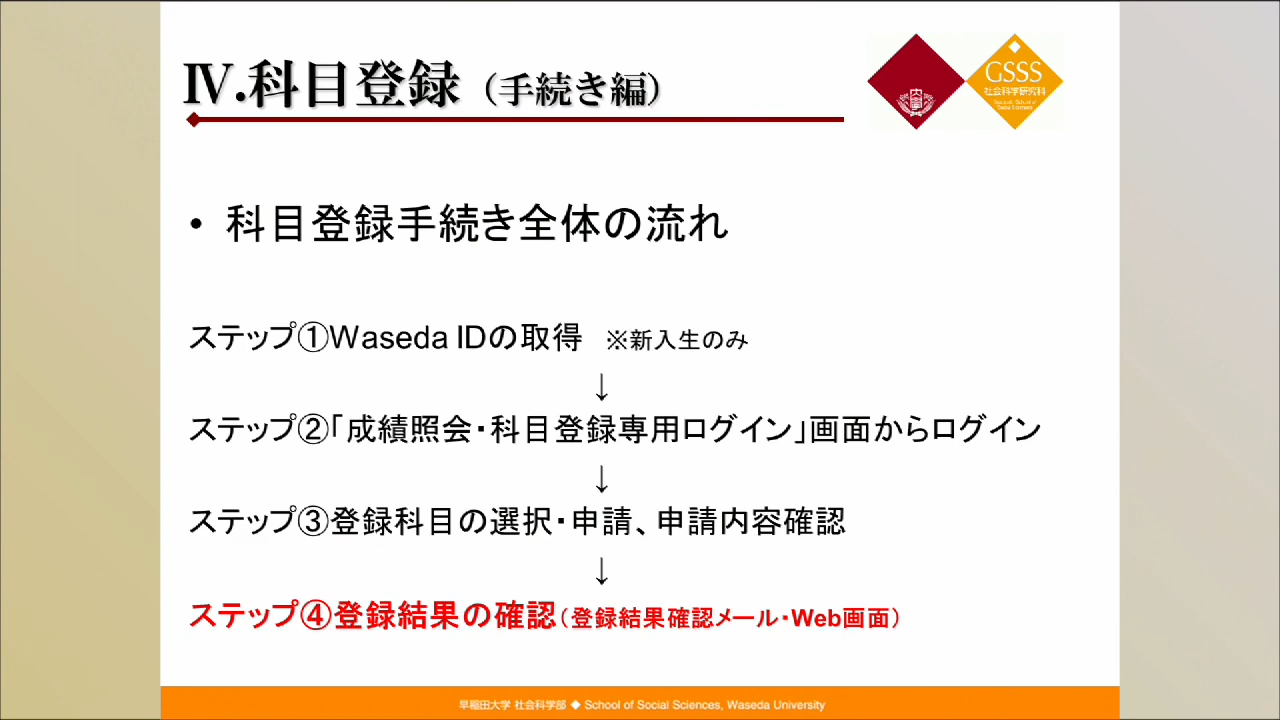 Ⅳ.科目登録（手続き編）
GSSS
社会科学研究科
• 科目登録手続き全体の流れ
ステップ①Waseda IDの取得 ※新入生のみ
↓
ステップ②「成績照会・科目登録専用ログイン」画面からログイン
↓
ステップ③登録科目の選択・申請、申請内容確認
↓
ステップ④登録結果の確認（登録結果確認メール・Web画面）
早稲田大学 社会科学部 ◆ School of Social Sciences, Waseda University